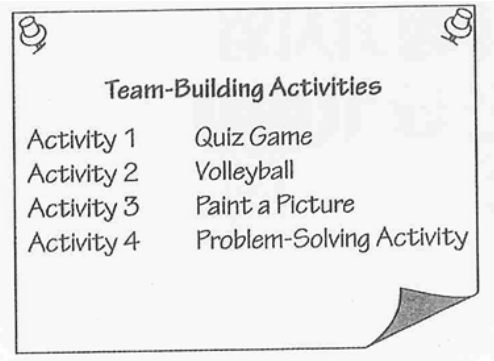 Team-Building Activities
Activity 1 Quiz Game
Activity 2 Volleyball
Activity 3 Paint a Picture
Activity 4 Problem-Solving Activity